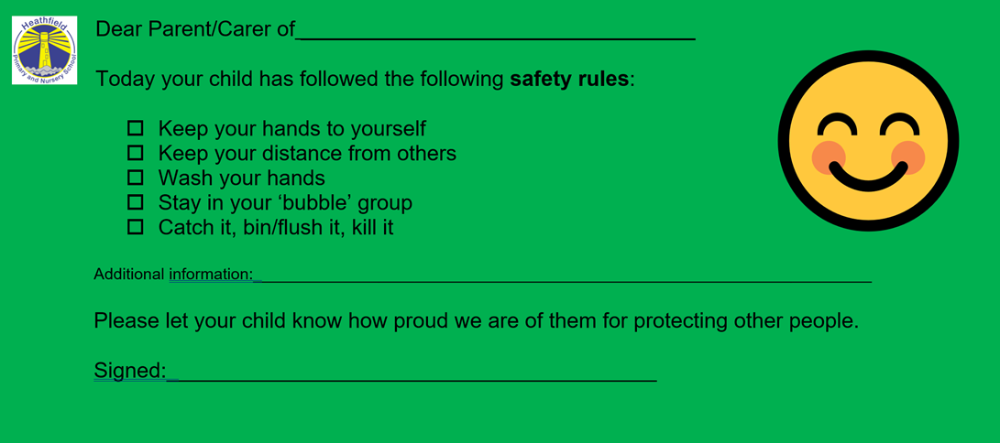 Heathfield
Primary and Nursery School
Dear Parent/Carer of
Today your child has followed the following safety rules:
☐ Keep your hands to yourself
☐ Keep your distance from others
☐ Wash your hands
☐ Stay in your ‘bubble’ group
☐ Catch it, bin/flush it, kill it
Additional information:
Please let your child know how proud we are of them for protecting other people.
Signed: